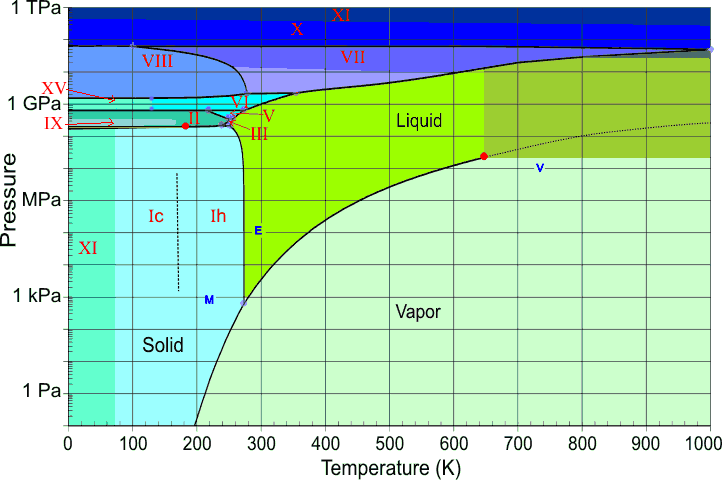 1 TPa
XI
X
VIII
VII
XV
1 GPa
VI
IX
II
V
III
Liquid
MPa
Pressure
Ic
Ih
V
E
XI
1 kPa
M
Vapor
Solid
1 Pa
0 100 200 300 400 500 600 700 800 900 1000
Temperature (K)